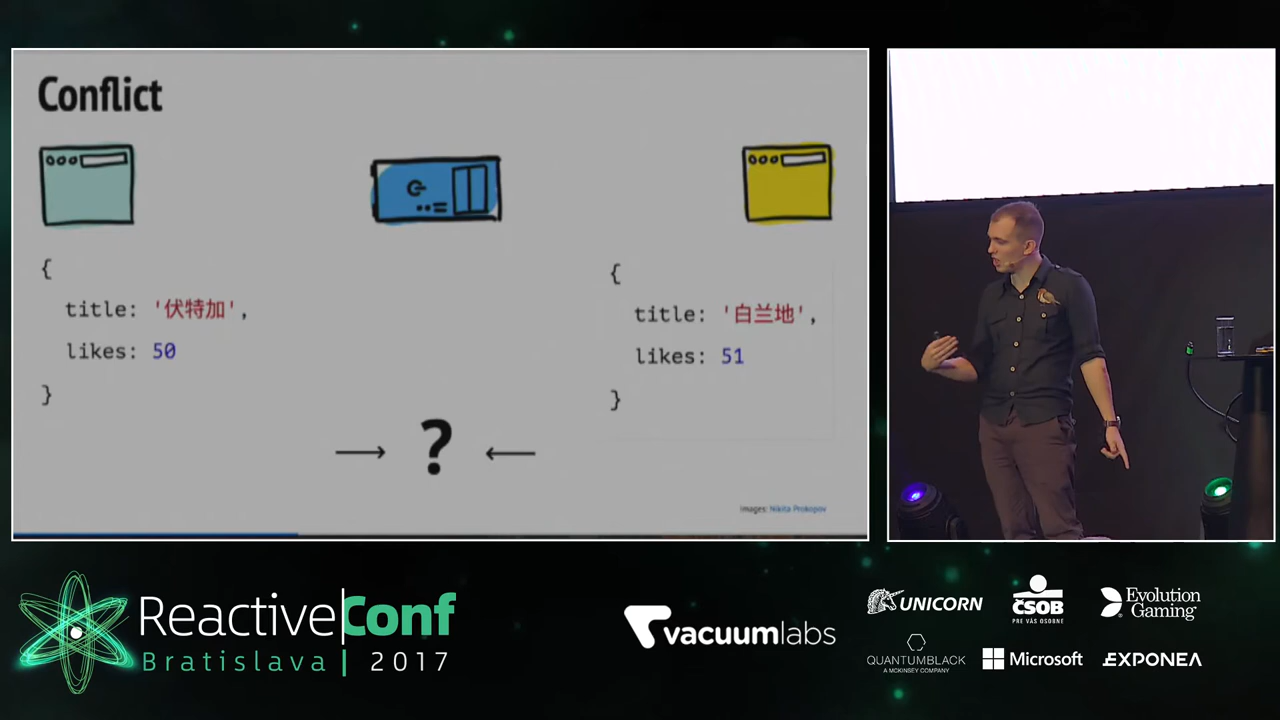 Conflict
{
title: '伏特加',
likes: 50
}
{
title: '白兰地',
likes: 51
}
→ ? ←
Images: Nikita Prokopov
ReactiveConf
Bratislava | 2017
vacuumlabs
UNICORN
ČSOB
PRE VÁS OSOBNE
Evolution
Gaming
QUANTUMBLACK
A MCKINSEY COMPANY
Microsoft
EXPONEA